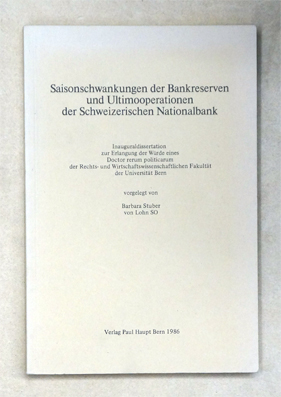 Saisonschwankungen der Bankreserven
und Ultimooperationen
der Schweizerischen Nationalbank
Inauguraldissertation
zur Erlangung der Würde eines
Doctor rerum politicarum
der Rechts- und Wirtschaftswissenschaftlichen Fakultät
der Universität Bern
vorgelegt von
Barbara Stuber
von Lohn SO
Verlag Paul Haupt Bern 1986